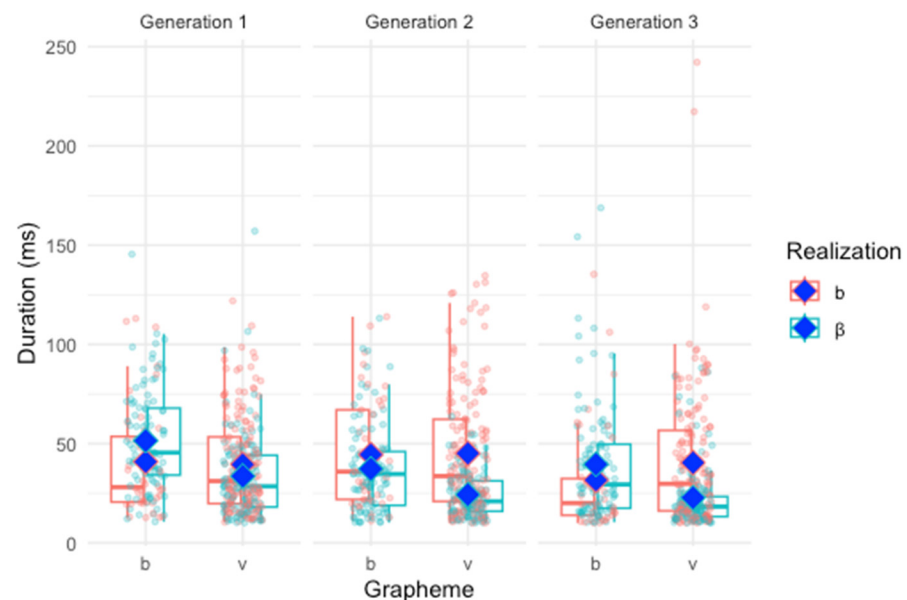 Generation 1 Generation 2 Generation 3
250
200
150
100
50
0
Duration (ms)
b v b v b v
Grapheme
Realization
b
β